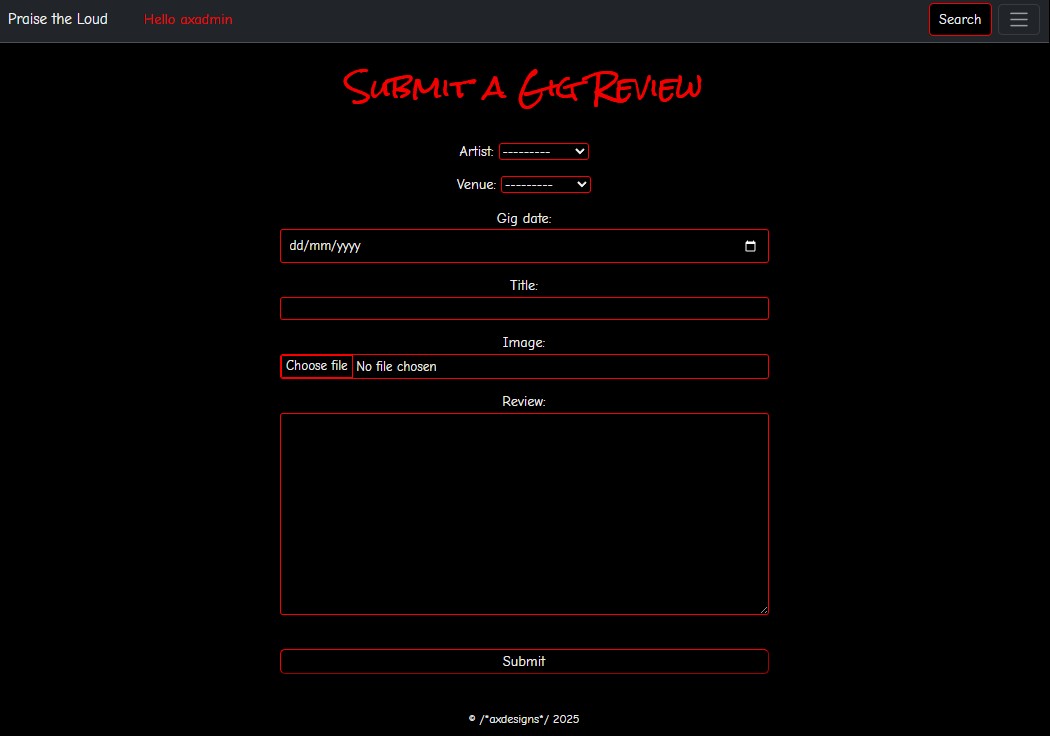 Praise the Loud Hello axadmin Search
Submit a Gig Review
Artist: ---------
Venue: ---------
Gig date:
dd/mm/yyyy
Title:
Image:
Choose file No file chosen
Review:
Submit
© /*axdesigns*/ 2025